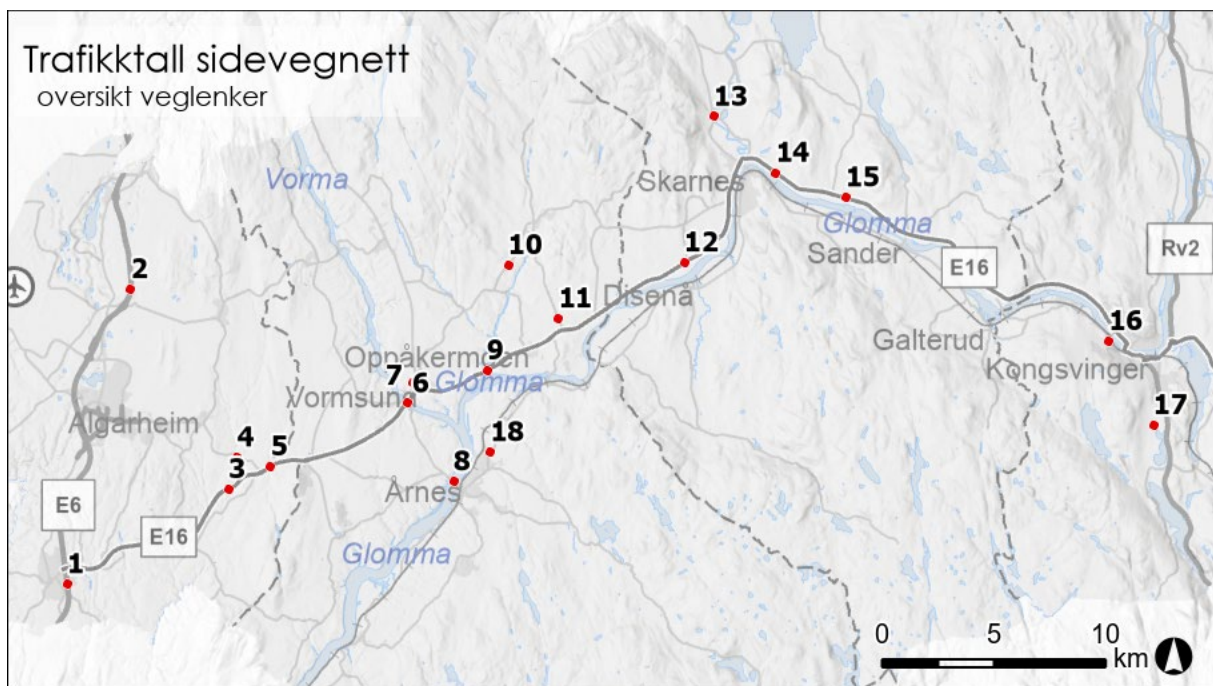 Trafikktall sidevegnett
oversikt veglenker
13
Vorma
14
Skarnes
15
Glomma
10
12
Sander
Rv2
2
E16
Disenå
11
16
Opnåkermoen
9
Galterud
7
6
Glomma
Kongsvinger
Vormsund
Algarheim
17
4
18
5
3
8
Årnes
E6
E16
Glomma
1
0
5
10
km